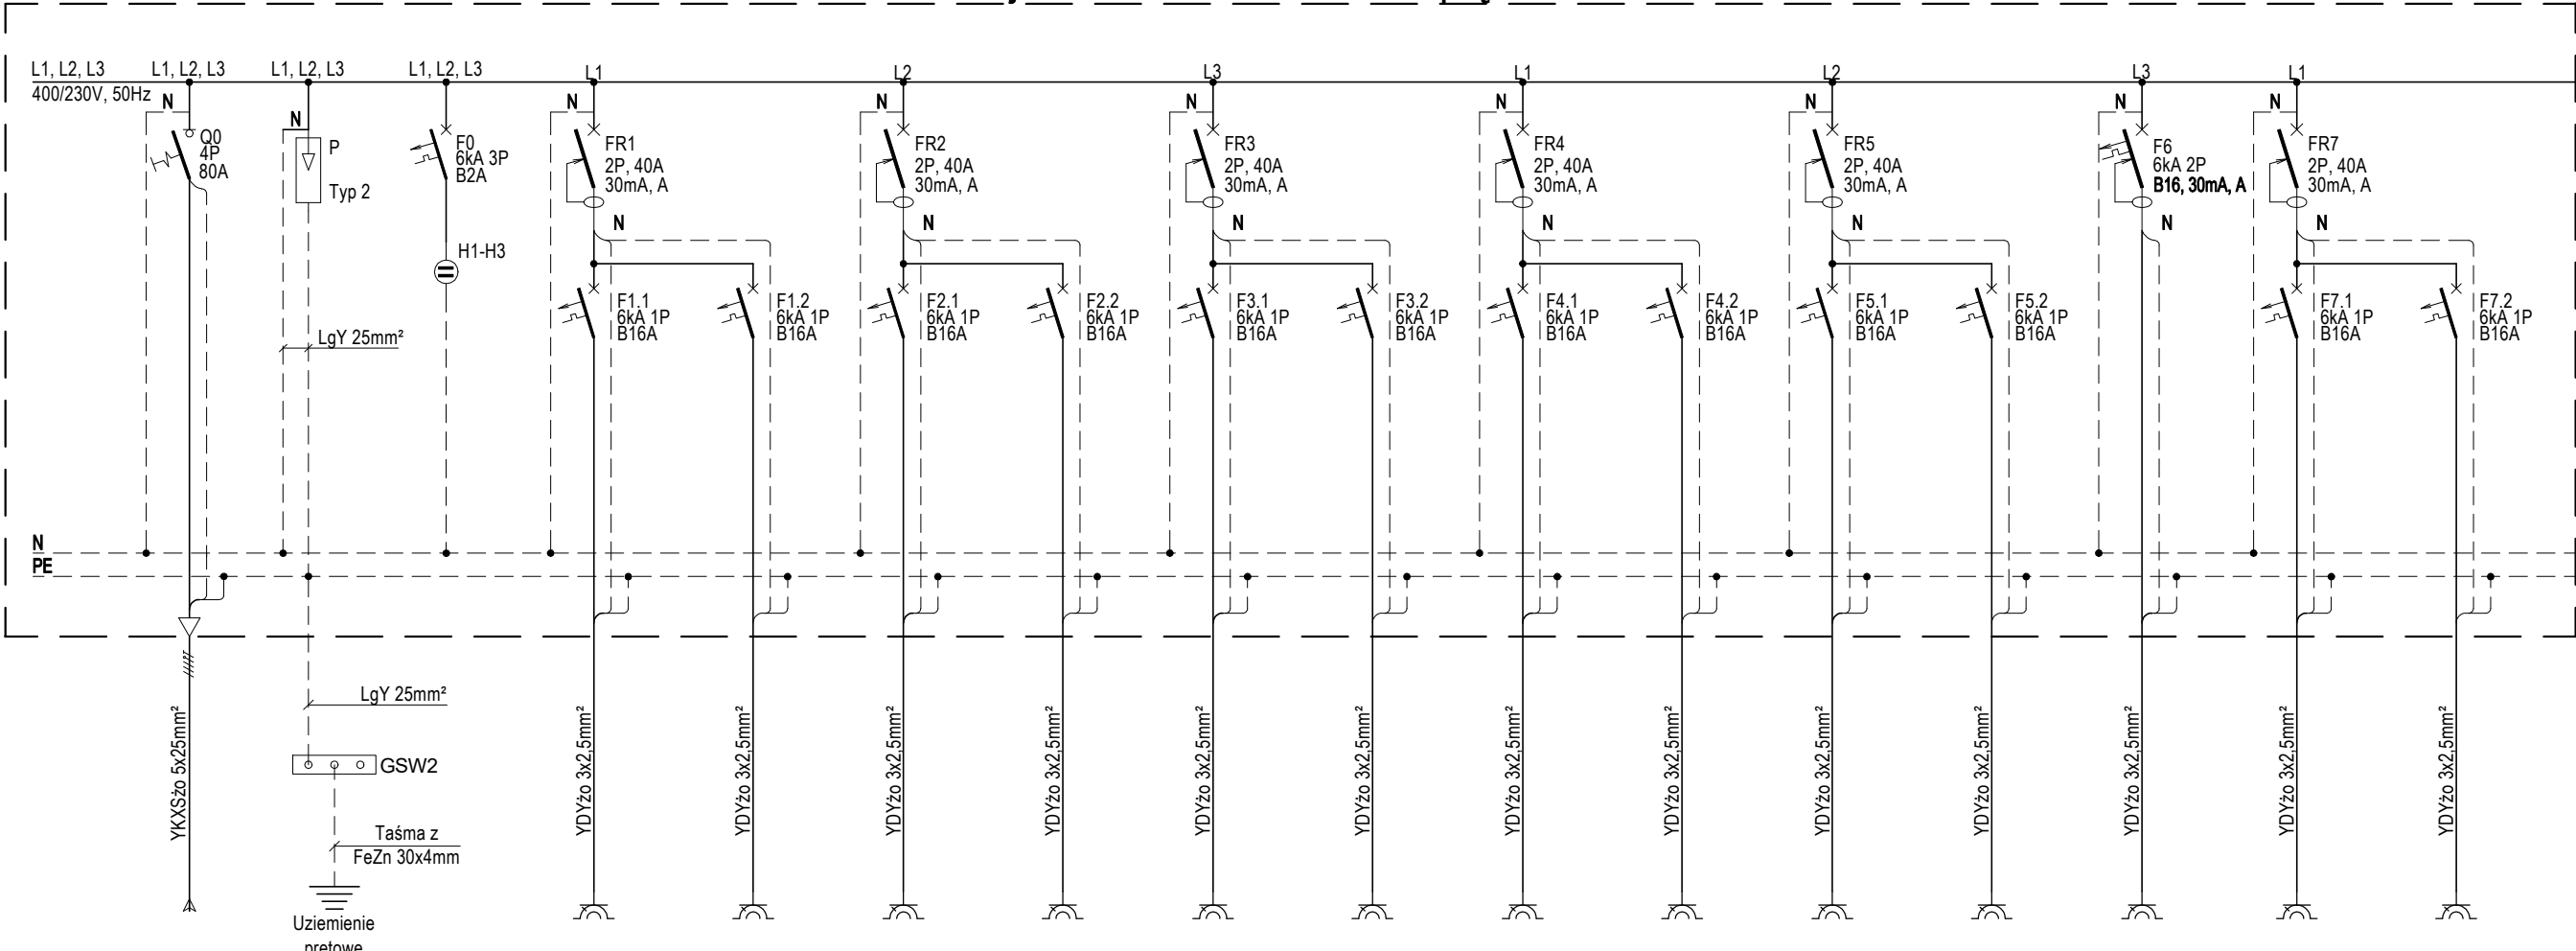 L1, L2, L3
L1, L2, L3
L1, L2, L3
L1, L2, L3
L1
L2
L3
L1
L2
L3
L1
400/230V, 50Hz
N
N
N
N
N
N
N
N
N
N
Q0
4P
80A
P
Typ 2
F0
6kA 3P
B2A
FR1
2P, 40A
30mA, A
FR2
2P, 40A
30mA, A
FR3
2P, 40A
30mA, A
FR4
2P, 40A
30mA, A
FR5
2P, 40A
30mA, A
F6
6kA 2P
B16, 30mA, A
FR7
2P, 40A
30mA, A
N
N
N
N
N
N
N
H1-H3
F1.1
6kA 1P
B16A
F1.2
6kA 1P
B16A
F2.1
6kA 1P
B16A
F2.2
6kA 1P
B16A
F3.1
6kA 1P
B16A
F3.2
6kA 1P
B16A
F4.1
6kA 1P
B16A
F4.2
6kA 1P
B16A
F5.1
6kA 1P
B16A
F5.2
6kA 1P
B16A
F7.1
6kA 1P
B16A
F7.2
6kA 1P
B16A
LgY 25mm²
N
PE
LgY 25mm²
YKXSżo 5x25mm²
GSW2
Taśma z
FeZn 30x4mm
Uziemienie
prętowe
YDYżo 3x2,5mm²
YDYżo 3x2,5mm²
YDYżo 3x2,5mm²
YDYżo 3x2,5mm²
YDYżo 3x2,5mm²
YDYżo 3x2,5mm²
YDYżo 3x2,5mm²
YDYżo 3x2,5mm²
YDYżo 3x2,5mm²
YDYżo 3x2,5mm²
YDYżo 3x2,5mm²
YDYżo 3x2,5mm²
YDYżo 3x2,5mm²